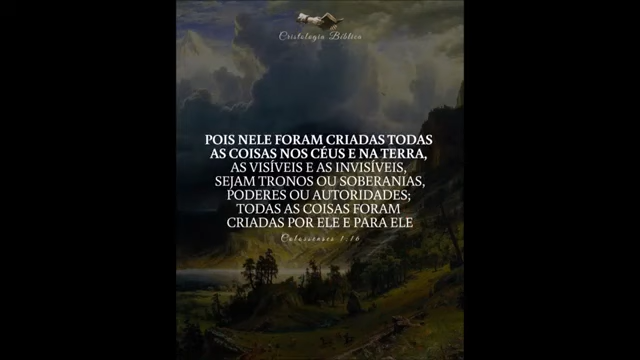 Cristologia Bíblica
POIS NELE FORAM CRIADAS TODAS
AS COISAS NOS CÉUS E NA TERRA,
AS VISÍVEIS E AS INVISÍVEIS,
SEJAM TRONOS OU SOBERANIAS,
PODERES OU AUTORIDADES;
TODAS AS COISAS FORAM
CRIADAS POR ELE E PARA ELE
Colossenses 1.16